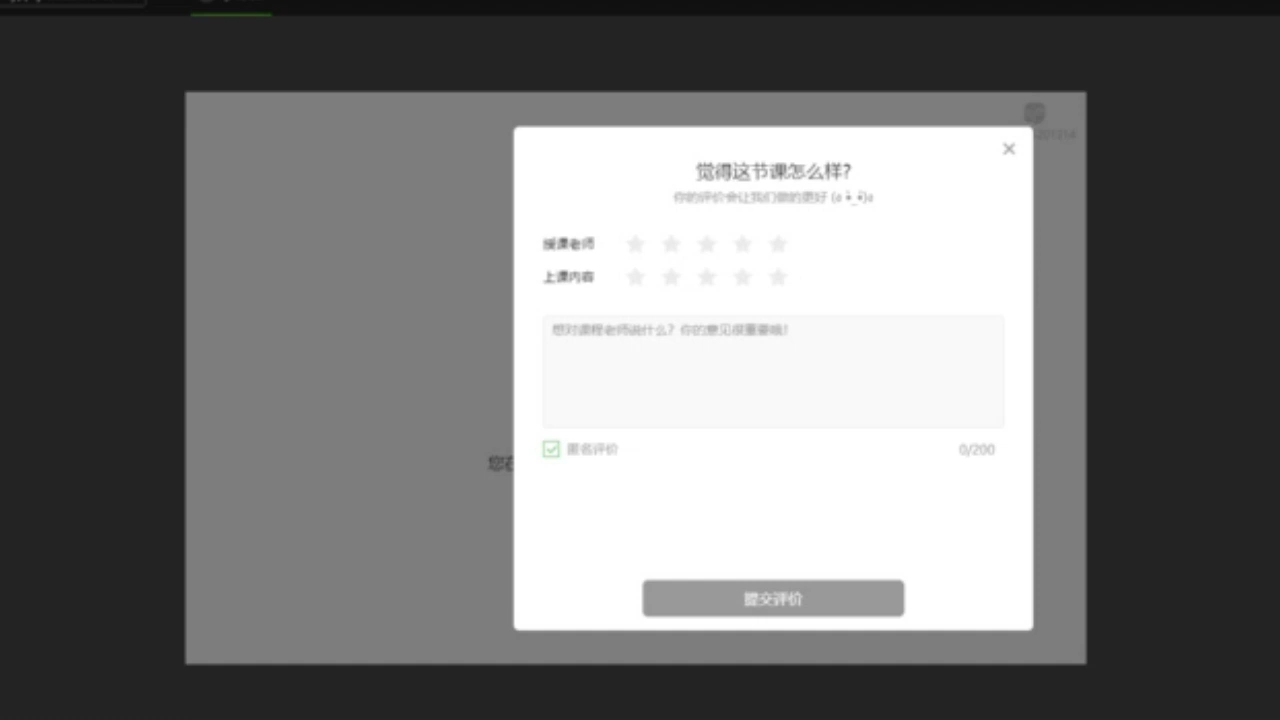 觉得这节课怎么样?
你的评价会让我们做的更好
授课老师
上课内容
想对课程老师说什么? 你的意见很重要哦!
匿名评价
0/200
您在
提交评价